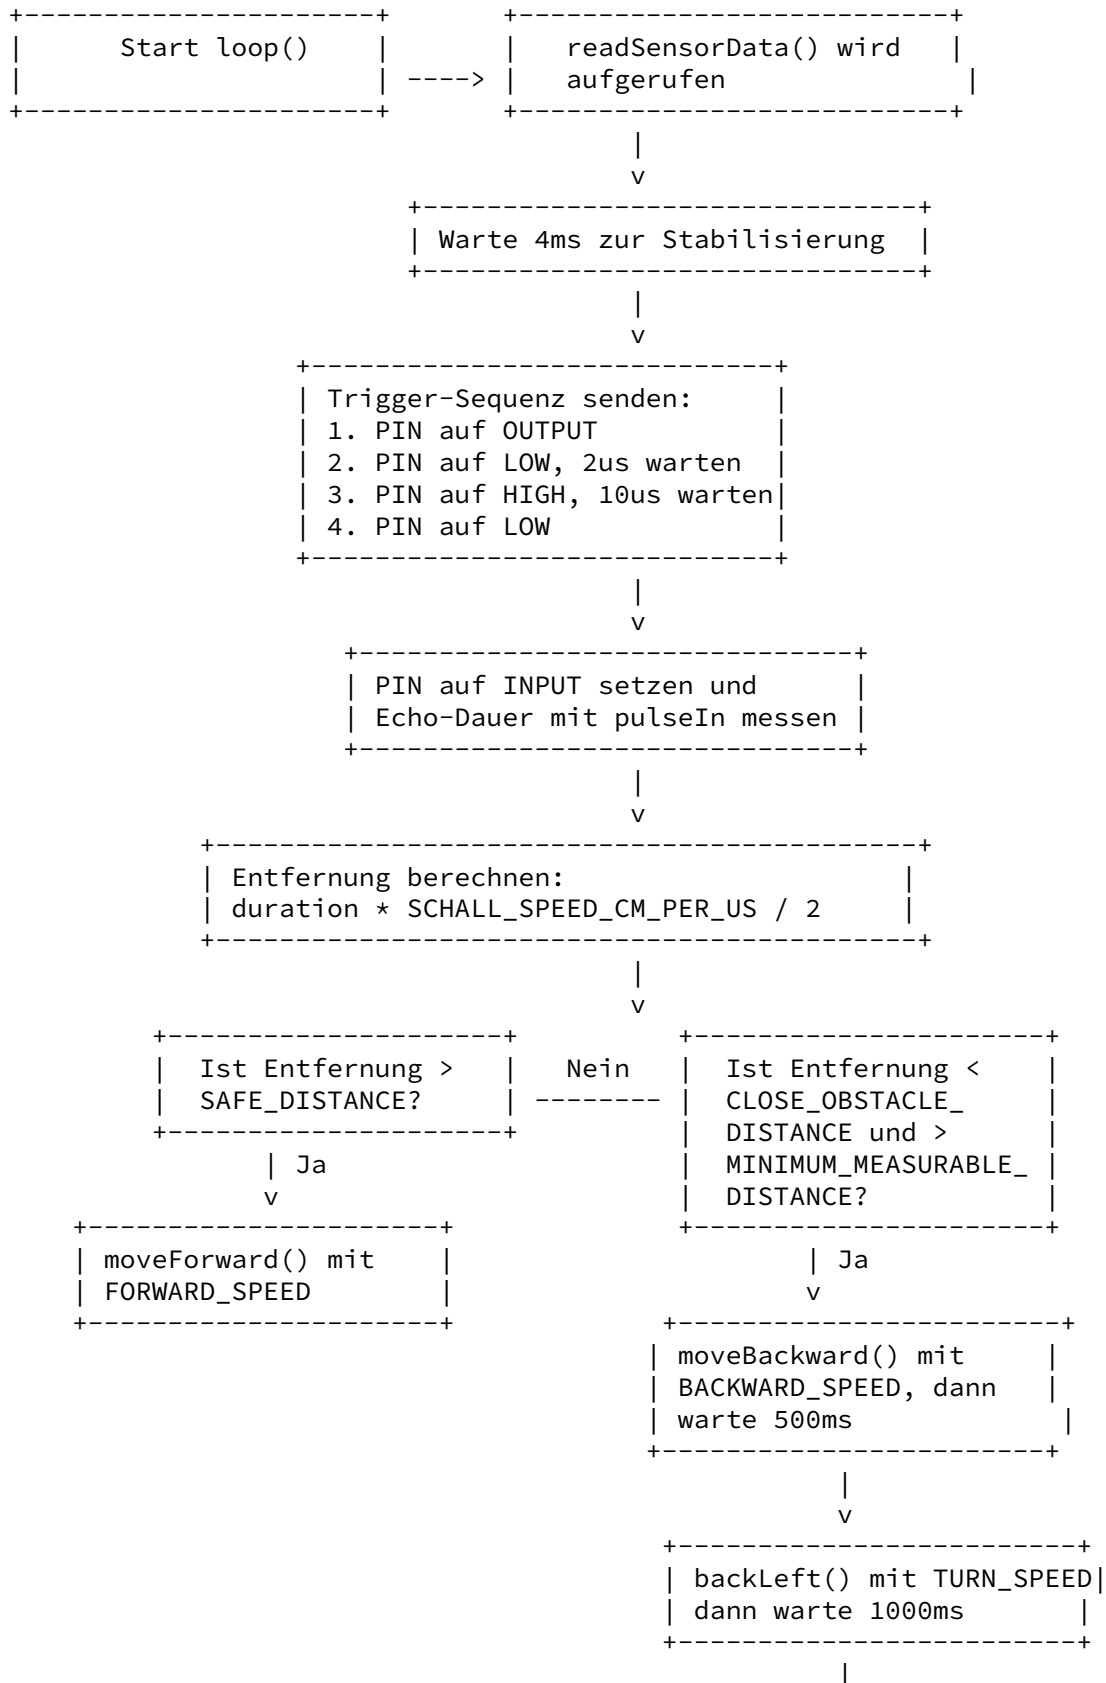 Start loop()
readSensorData() wird
aufgerufen
Warte 4ms zur Stabilisierung
Trigger-Sequenz senden:
1. PIN auf OUTPUT
2. PIN auf LOW, 2us warten
3. PIN auf HIGH, 10us warten
4. PIN auf LOW
PIN auf INPUT setzen und
Echo-Dauer mit pulseIn messen
Entfernung berechnen:
duration * SCHALL_SPEED_CM_PER_US / 2
Ist Entfernung >
SAFE_DISTANCE?
Nein
Ist Entfernung <
CLOSE_OBSTACLE_
DISTANCE und >
MINIMUM_MEASURABLE_
DISTANCE?
Ja
moveForward() mit
FORWARD_SPEED
Ja
moveBackward() mit
BACKWARD_SPEED, dann
warte 500ms
backLeft() mit TURN_SPEED
dann warte 1000ms